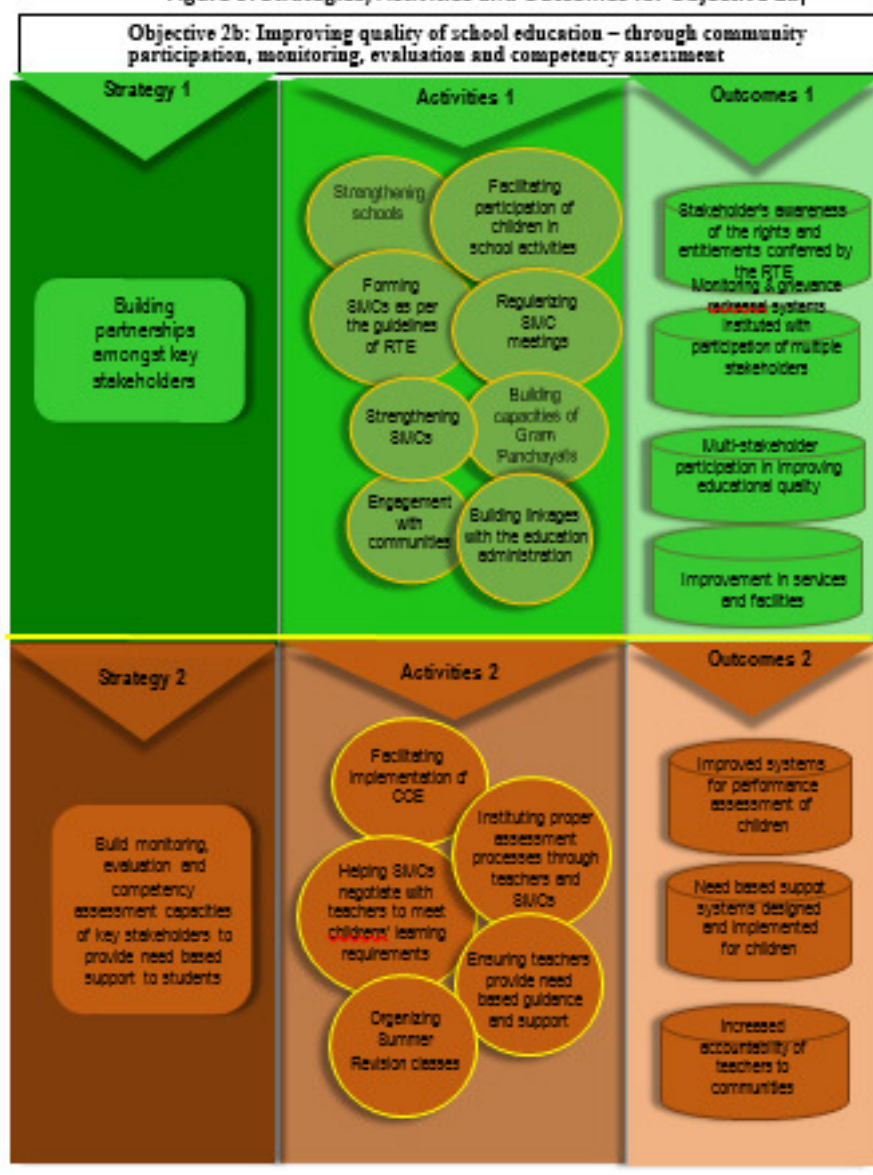 Objective 2b: Improving quality of school education – through community
participation, monitoring, evaluation and competency assessment
Strategy 1
Activities 1
Outcomes 1
Building
partnerships
amongst key
stakeholders
Strengthening
schools
Facilitating
participation of
children in
school activities
Forming
SMCs as per
the guidelines
of RTE
Regularizing
SMC
meetings
Strengthening
SMCs
Building
capacities of
Gram
Panchayats
Engagement
with
communities
Building linkages
with the education
administration
Stakeholder's awareness
of the rights and
entitlements conferred by
the RTE
Monitoring & grievance
redressal systems
instituted with
participation of multiple
stakeholders
Multi-stakeholder
participation in improving
educational quality
Improvement in services
and facilities
Strategy 2
Activities 2
Outcomes 2
Build monitoring,
evaluation and
competency
assessment capacities
of key stakeholders to
provide need based
support to students
Facilitating
implementation of
CCE
Instituting proper
assessment
processes through
teachers and
SMCs
Helping SMCs
negotiate with
teachers to meet
childrens' learning
requirements
Ensuring teachers
provide need
based guidance
and support
Organizing
Summer
Revision classes
Improved systems
for performance
assessment of
children
Need based suppot
systems designed
and implemented
for children
Increased
accountability of
teachers to
communities